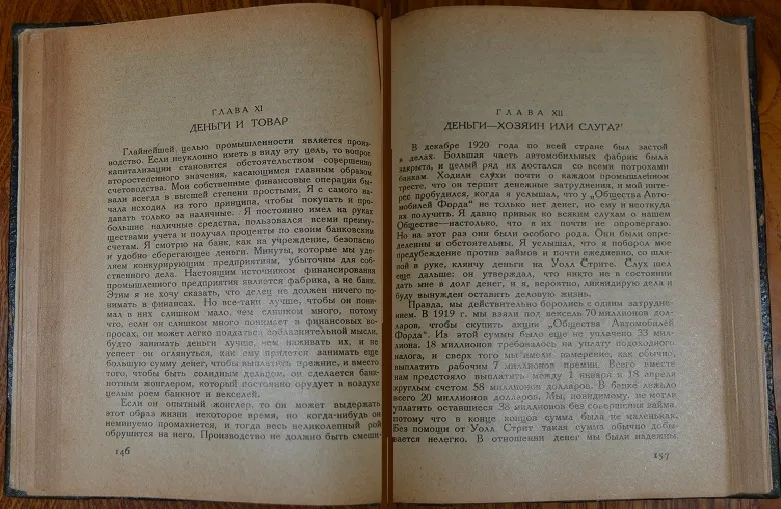 ГЛАВА XI
ДЕНЬГИ И ТОВАР
Главнейшей целью промышленности является произ-
водство. Если неуклонно иметь в виду эту цель, то вопрос
капитализации становится обстоятельством совершенно
второстепенного значения, касающимся главным образом
счетоводства. Мои собственные финансовые операции бы-
вали всегда в высшей степени простыми. Я с самого на-
чала исходил из того принципа, чтобы покупать и про-
давать только за наличные. Я постоянно имел на руках
большие наличные средства, пользовался всеми преиму-
ществами учета и получал проценты по своим банковским
счетам. Я смотрю на банк, как на учреждение, безопасно
и удобно сберегающее деньги. Минуты, которые мы уде-
ляем конкурирующим предприятиям, убыточны для соб-
ственного дела. Настоящим источником финансирования
промышленного предприятия является фабрика, а не банк.
Этим я не хочу сказать, что делец не должен ничего по-
нимать в финансах. Но все-таки лучше, чтобы он пони-
мал в них слишком мало, чем слишком много, потому
что, если он слишком много понимает в финансовых во-
просах, он может легко поддаться соблазнительной мысли,
будто занимать деньги лучше, чем наживать их, и не
успеет он оглянуться, как ему придется занимать еще
большую сумму денег, чтобы выплатить прежние, и вместо
того, чтобы быть солидным дельцом, он сделается банк-
нотным жонглером, который постоянно орудует в воздухе
целым роем банкнот и векселей.
Если он опытный жонглер, то он может выдержать
этот образ жизни некоторое время, но когда-нибудь он
неминуемо промахнется, и тогда весь великолепный рой
обрушится на него. Производство не должно быть смеши-
146
ГЛАВА XII
ДЕНЬГИ—ХОЗЯИН ИЛИ СЛУГА?
В декабре 1920 года по всей стране был застой
в делах. Большая часть автомобильных фабрик была
закрыта, и целый ряд их достался со всеми потрохами
банкам. Ходили слухи почти о каждом промышленном
тресте, что он терпит денежные затруднения, и мой инте-
рес пробудился, когда я услышал, что у „Общества Авто-
мобилей Форда“ не только нет денег, но ему и неоткуда
их получить. Я давно привык ко всяким слухам о нашем
Обществе—настолько, что я их почти не опровергаю.
Но на этот раз они были особого рода. Они были опре-
деленны и обстоятельны. Я услышал, что я поборол мое
предубеждение против займов и почти ежедневно, со шля-
пой в руке, клянчу деньги на Уолл Стрите. Слух шел
еще дальше: он утверждал, что никто не в состоянии
дать мне в долг денег, и я, вероятно, ликвидирую дела и
буду вынужден оставить деловую жизнь.
Правда, мы действительно боролись с одним затрудне-
нием. В 1919 г. мы взяли под вексель 70 миллионов дол-
ларов, чтобы скупить акции „Общества Автомобилей
Форда“. Из этой суммы было еще не уплачено 33 мил-
лиона. 18 миллионов требовалось на уплату подоходного
налога, и сверх того мы имели намерение, как обычно,
выплатить рабочим 7 миллионов премии. Всего вместе
нам предстояло выплатить между 1 января и 18 апреля
круглым счетом 58 миллионов долларов. В банке лежало
всего 20 миллионов долларов. Мы, повидимому, не могли
уплатить оставшиеся 38 миллионов без совершения займа,
потому что в конце концов сумма была не маленькая.
Без помощи от Уолл Стрит такая сумма обычно добы-
вается нелегко. В отношении денег мы были надежны.
157